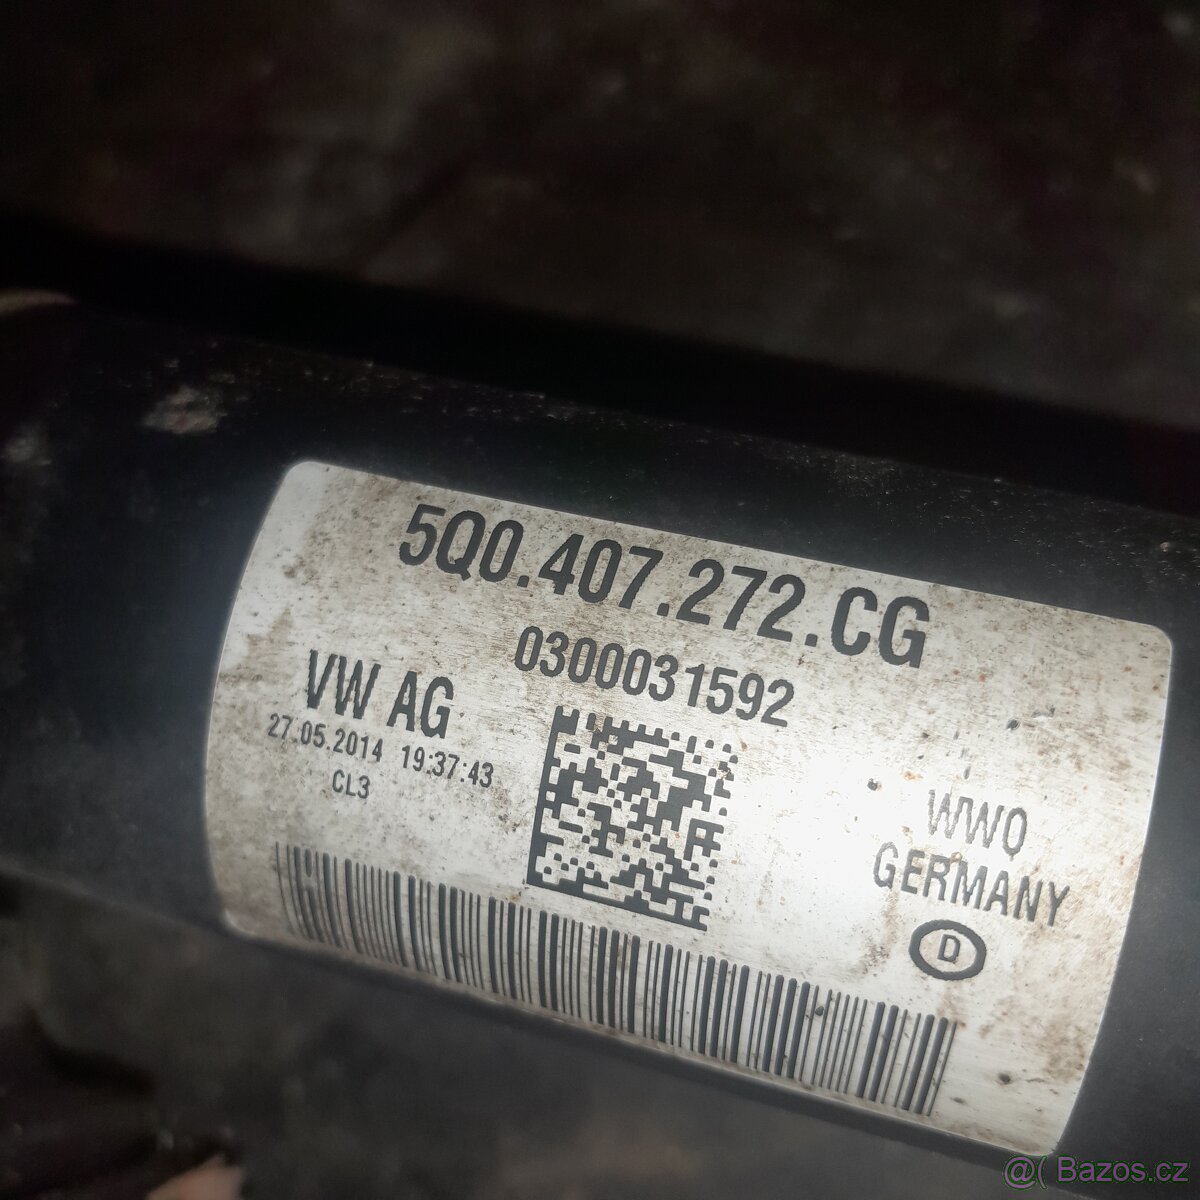 5Q0.407.272.CG
0300031592
VW AG
27.05.2014 19:37:43
CL3
WWQ
GERMANY
D
@( Bazos.cz